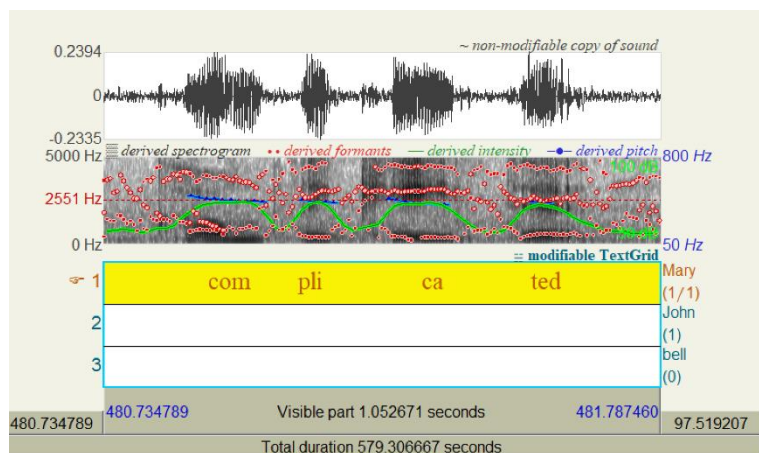 0.2394
~ non-modifiable copy of sound
0
-0.2335
derived spectrogram derived formants derived intensity derived pitch
5000 Hz 100 dB 800 Hz
2551 Hz
0 Hz 50 Hz
modifiable TextGrid
1 com pli ca ted Mary
(1/1)
2 John
(1)
3 bell
(0)
480.734789 480.734789 Visible part 1.052671 seconds 481.787460 97.519207
Total duration 579.306667 seconds